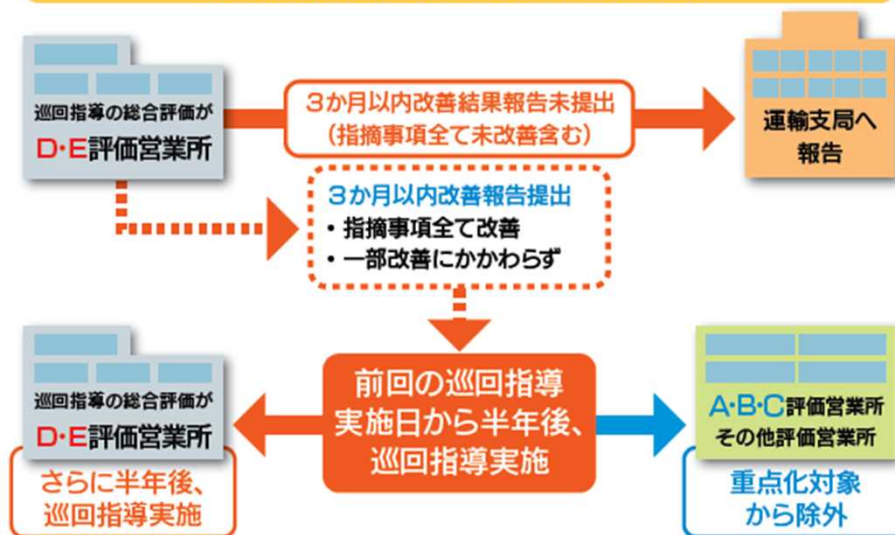 巡回指導の総合評価が
D・E評価営業所
3か月以内改善結果報告未提出
（指摘事項全て未改善含む）
運輸支局へ
報告
3か月以内改善報告提出
・指摘事項全て改善
・一部改善にかかわらず
前回の巡回指導
実施日から半年後、
巡回指導実施
巡回指導の総合評価が
D・E評価営業所
さらに半年後、
巡回指導実施
A・B・C評価営業所
その他評価営業所
重点化対象
から除外